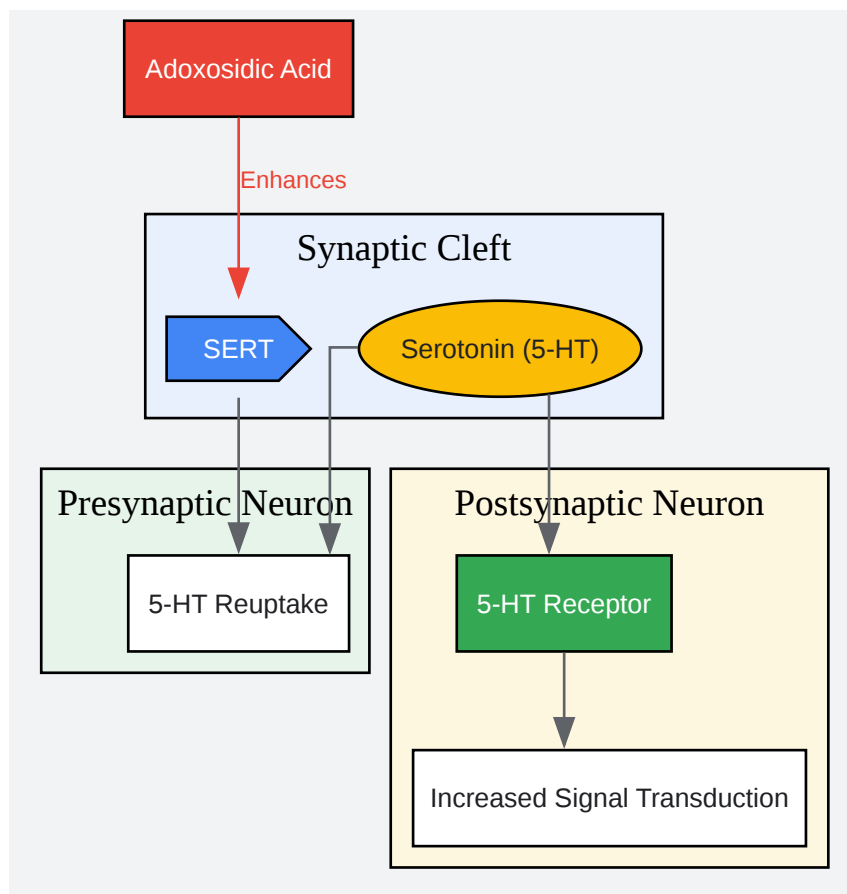 Adoxosidic Acid
Enhances
Synaptic Cleft
SERT
Serotonin (5-HT)
Presynaptic Neuron
Postsynaptic Neuron
5-HT Reuptake
5-HT Receptor
Increased Signal Transduction